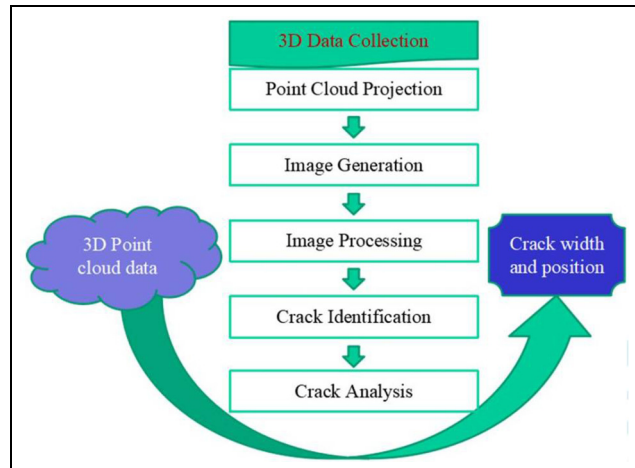 3D Data Collection
Point Cloud Projection
Image Generation
Image Processing
Crack Identification
Crack Analysis
3D Point
cloud data
Crack width
and position